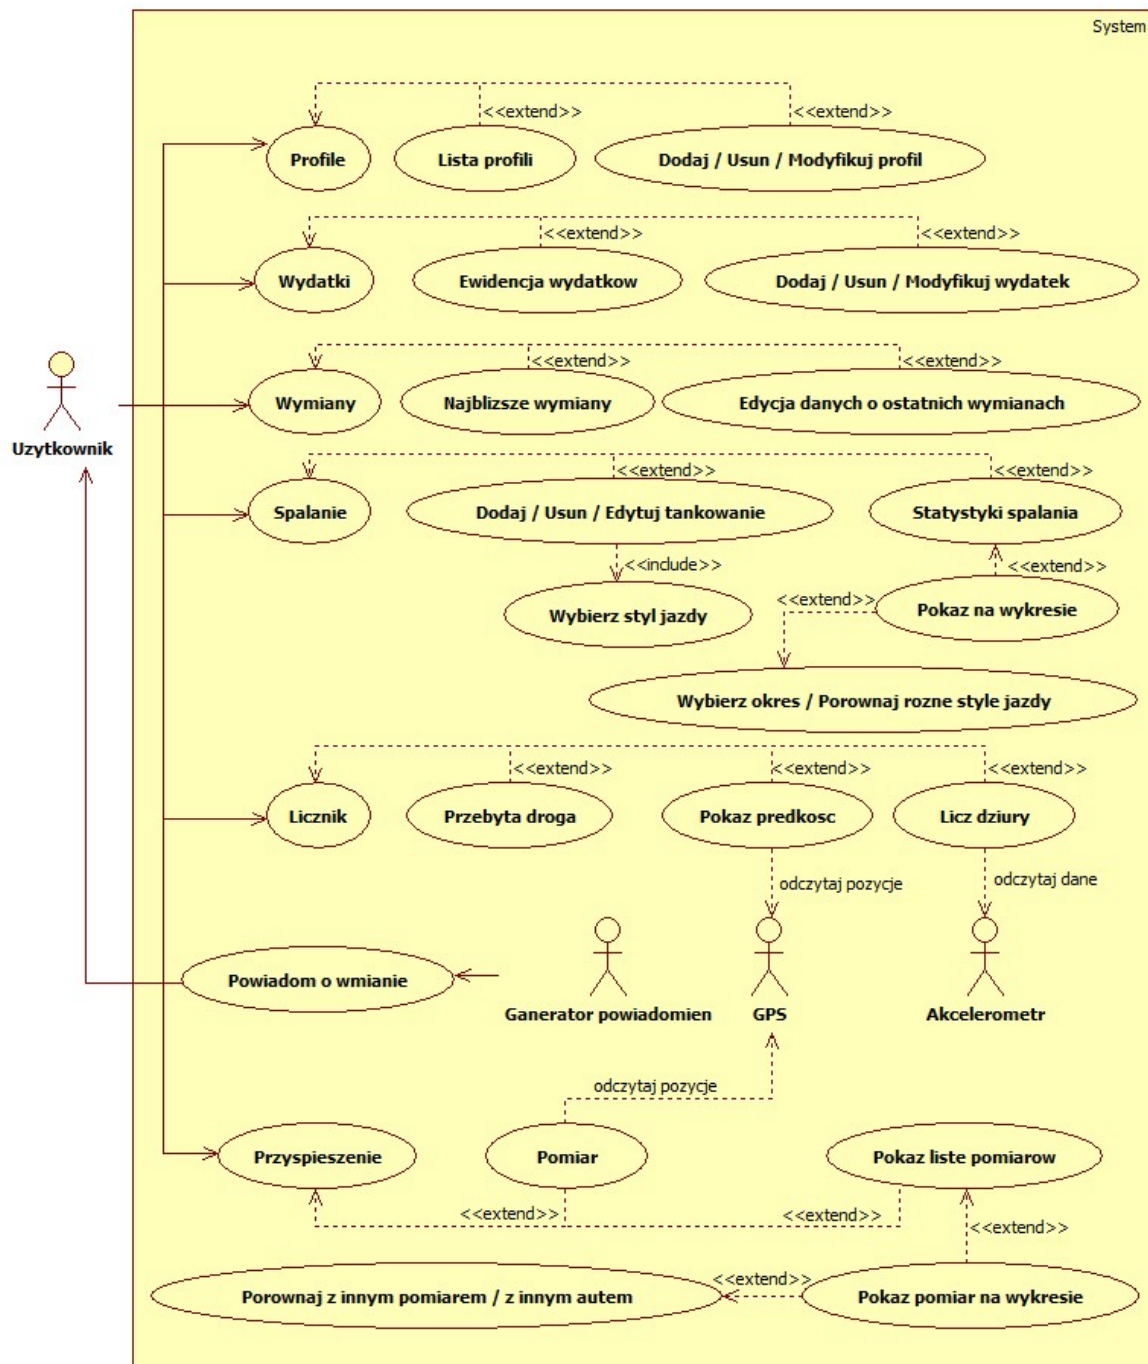 System
<<extend>>
<<extend>>
Profile
Lista profili
Dodaj / Usun / Modyfikuj profil
<<extend>>
<<extend>>
Wydatki
Ewidencja wydatkow
Dodaj / Usun / Modyfikuj wydatek
<<extend>>
<<extend>>
Wymiany
Najblizsze wymiany
Edycja danych o ostatnich wymianach
Uzytkownik
<<extend>>
<<extend>>
Spalanie
Dodaj / Usun / Edytuj tankowanie
Statystyki spalania
<<include>>
<<extend>>
<<extend>>
Wybierz styl jazdy
Pokaz na wykresie
Wybierz okres / Porownaj rozne style jazdy
<<extend>>
<<extend>>
<<extend>>
Licznik
Przebyta droga
Pokaz predkosc
Licz dziury
odczytaj pozycje
odczytaj dane
Powiadom o wmianie
Ganerator powiadomien
GPS
Akcelerometr
odczytaj pozycje
Przyspieszenie
Pomiar
Pokaz liste pomiarow
<<extend>>
<<extend>>
<<extend>>
<<extend>>
Porownaj z innym pomiarem / z innym autem
Pokaz pomiar na wykresie